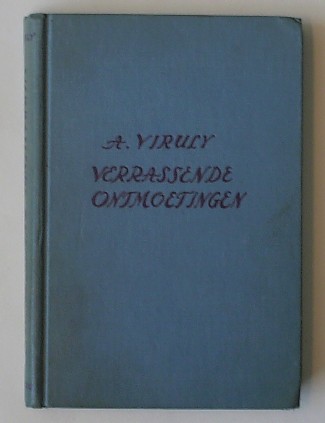 A. VIRULY
VERRASSENDE
ONTMOETINGEN